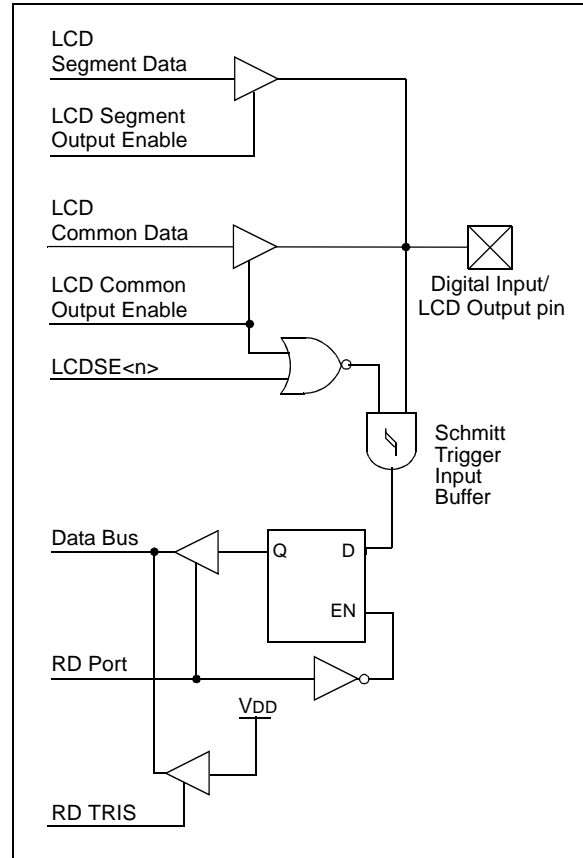 LCD
Segment Data
LCD Segment
Output Enable
LCD
Common Data
LCD Common
Output Enable
Digital Input/
LCD Output pin
LCDSE<n>
Schmitt
Trigger
Input
Buffer
Data Bus
Q
D
EN
RD Port
VDD
RD TRIS